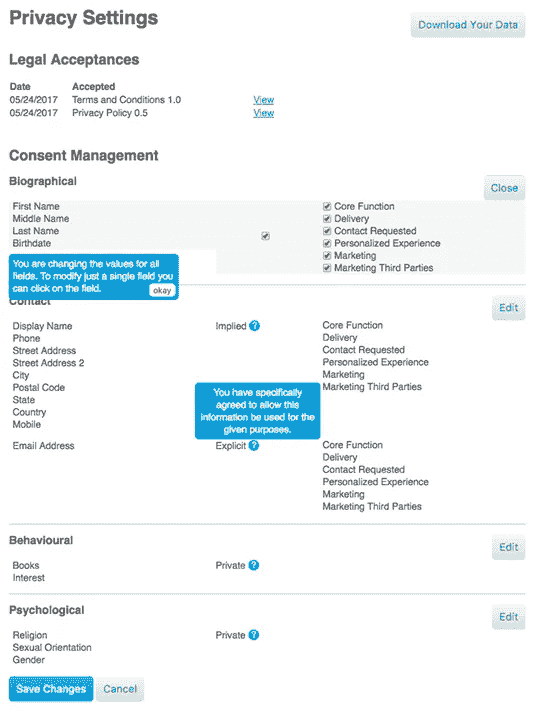 Privacy Settings
Download Your Data
Legal Acceptances
Date Accepted
05/24/2017 Terms and Conditions 1.0 View
05/24/2017 Privacy Policy 0.5 View
Consent Management
Biographical
Close
First Name
Middle Name
Last Name
Birthdate
Core Function
Delivery
Contact Requested
Personalized Experience
Marketing
Marketing Third Parties
You are changing the values for all
fields. To modify just a single field you
can click on the field.
okay
Contact
Edit
Display Name
Phone
Street Address
Street Address 2
City
Postal Code
State
Country
Mobile
Implied ?
Core Function
Delivery
Contact Requested
Personalized Experience
Marketing
Marketing Third Parties
You have specifically
agreed to allow this
information be used for the
given purposes.
Email Address
Explicit ?
Core Function
Delivery
Contact Requested
Personalized Experience
Marketing
Marketing Third Parties
Behavioural
Edit
Books
Interest
Private ?
Psychological
Edit
Religion
Sexual Orientation
Gender
Private ?
Save Changes
Cancel